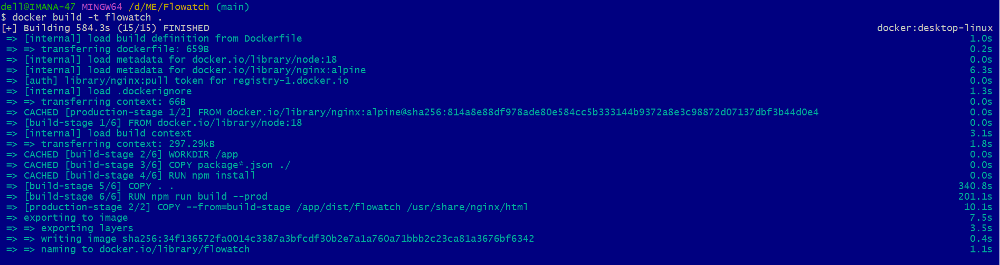 dell@IMANA-47 MINGW64 /d/ME/Flowatch (main)
$ docker build -t flowatch .
[+] Building 584.3s (15/15) FINISHED docker:desktop-linux
=> [internal] load build definition from Dockerfile 1.0s
=> => transferring dockerfile: 659B 0.2s
=> [internal] load metadata for docker.io/library/node:18 0.0s
=> [internal] load metadata for docker.io/library/nginx:alpine 6.3s
=> [auth] library/nginx:pull token for registry-1.docker.io 0.0s
=> [internal] load .dockerignore 1.3s
=> => transferring context: 66B 0.0s
=> CACHED [production-stage 1/2] FROM docker.io/library/nginx:alpine@sha256:814a8e88df978ade80e584cc5b333144b9372a8e3c98872d07137dbf3b44d0e4 0.0s
=> [build-stage 1/6] FROM docker.io/library/node:18 0.0s
=> [internal] load build context 3.1s
=> => transferring context: 297.29kB 1.8s
=> CACHED [build-stage 2/6] WORKDIR /app 0.0s
=> CACHED [build-stage 3/6] COPY package*.json ./ 0.0s
=> CACHED [build-stage 4/6] RUN npm install 0.0s
=> [build-stage 5/6] COPY . . 340.8s
=> [build-stage 6/6] RUN npm run build --prod 201.1s
=> [production-stage 2/2] COPY --from=build-stage /app/dist/flowatch /usr/share/nginx/html 10.1s
=> exporting to image 7.5s
=> => exporting layers 3.5s
=> => writing image sha256:34f136572fa0014c3387a3bfcdf30b2e7a1a760a71bbb2c23ca81a3676bf6342 0.4s
=> => naming to docker.io/library/flowatch 1.1s